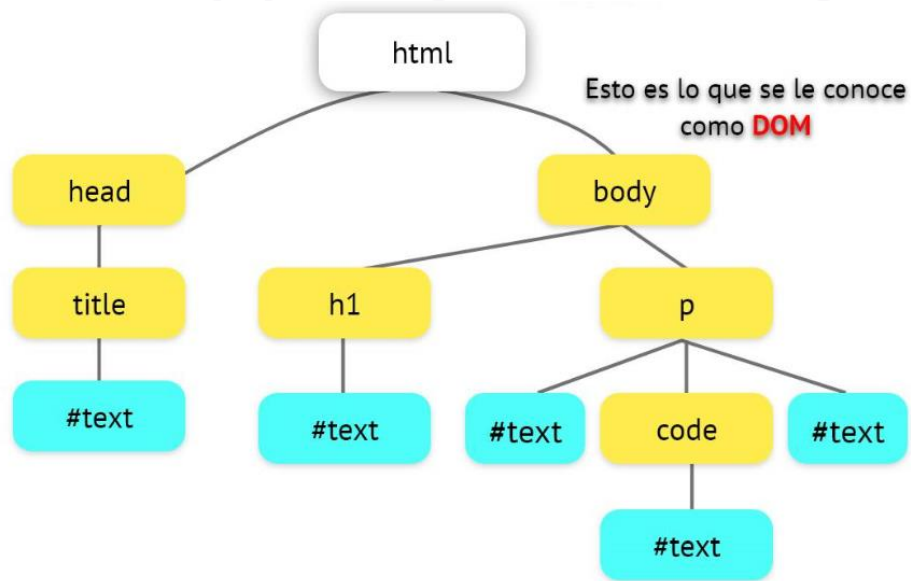 html
Esto es lo que se le conoce
como DOM
head
body
title
h1
p
#text
#text
#text
code
#text
#text